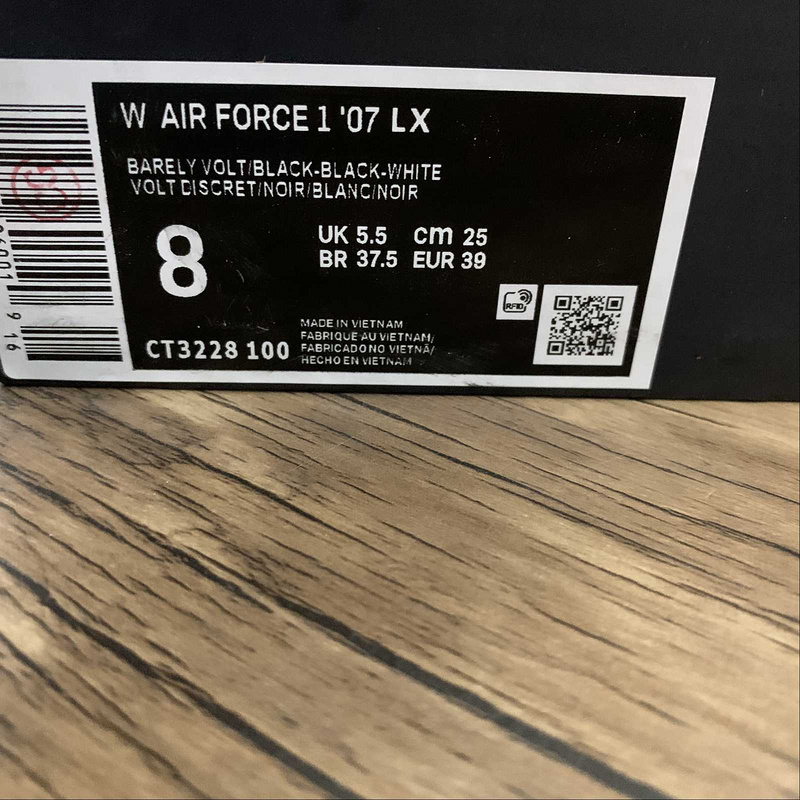 W AIR FORCE 1 '07 LX
BARELY VOLT/BLACK-BLACK-WHITE
VOLT DISCRET/NOIR/BLANC/NOIR
8
UK 5.5 cm 25
BR 37.5 EUR 39
RFID
CT3228 100
MADE IN VIETNAM
FABRIQUE AU VIETNAM/
FABRICADO NO VIETNÃ/
HECHO EN VIETNAM